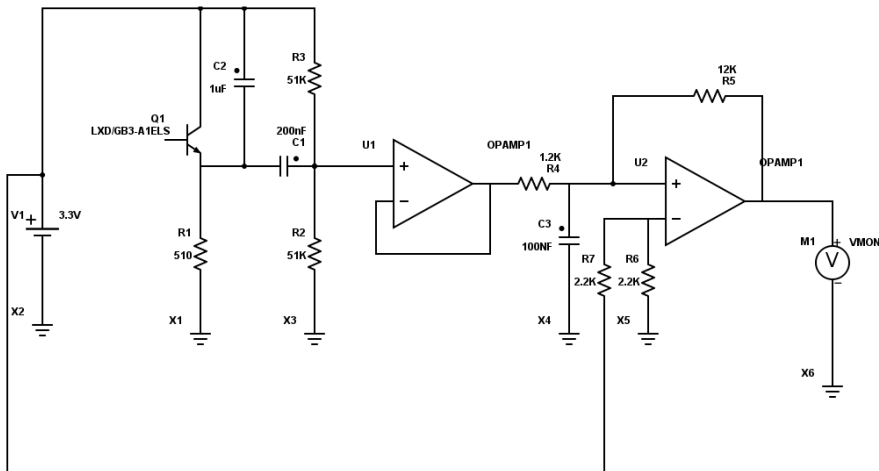 R3
51K
C2
1uF
Q1
LXD/GB3-A1ELS
200nF
C1
U1
OPAMP1
1.2K
R4
12K
R5
U2
OPAMP1
V1
+
3.3V
R1
510
R2
51K
C3
100NF
R7
2.2K
R6
2.2K
M1
+
VMON
V
−
+
−
+
−
X2
X1
X3
X4
X5
X6